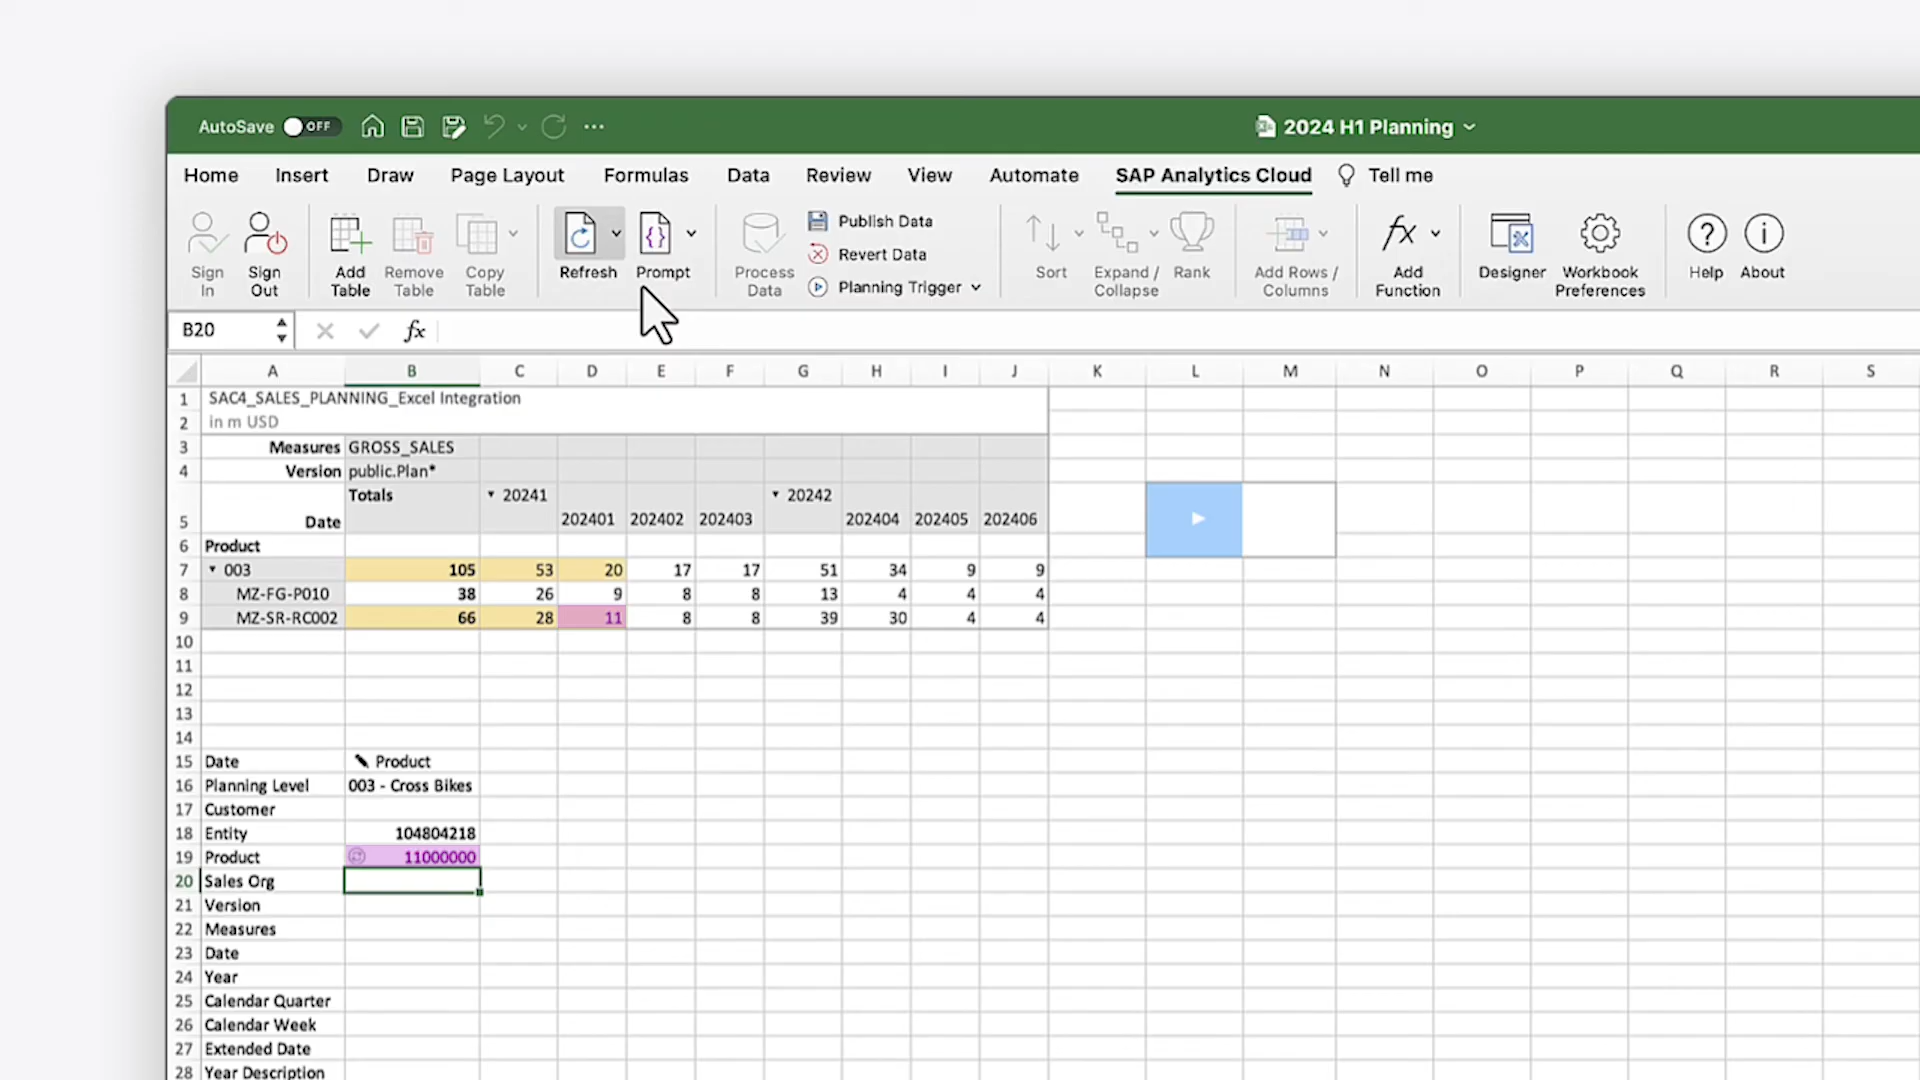 AutoSave OFF 2024 H1 Planning
Home Insert Draw Page Layout Formulas Data Review View Automate SAP Analytics Cloud Tell me
Sign In
Sign Out
Add Table
Remove Table
Copy Table
Refresh
Prompt
Process Data
Publish Data
Revert Data
Planning Trigger
Sort
Expand / Collapse
Rank
Add Rows / Columns
Add Function
Designer
Workbook Preferences
Help
About
B20 fx
A B C D E F G H I J K L M N O P Q R S
1 SAC4_SALES_PLANNING_Excel Integration
2 in m USD
3 Measures GROSS_SALES
4 Version public.Plan*
Totals 20241 20242
5 Date 202401 202402 202403 202404 202405 202406
6 Product
7 003 105 53 20 17 17 51 34 9 9
8 MZ-FG-P010 38 26 9 8 8 13 4 4 4
9 MZ-SR-RC002 66 28 11 8 8 39 30 4 4
10
11
12
13
14
15 Date Product
16 Planning Level 003 - Cross Bikes
17 Customer
18 Entity 104804218
19 Product 11000000
20 Sales Org
21 Version
22 Measures
23 Date
24 Year
25 Calendar Quarter
26 Calendar Week
27 Extended Date
28 Year Description